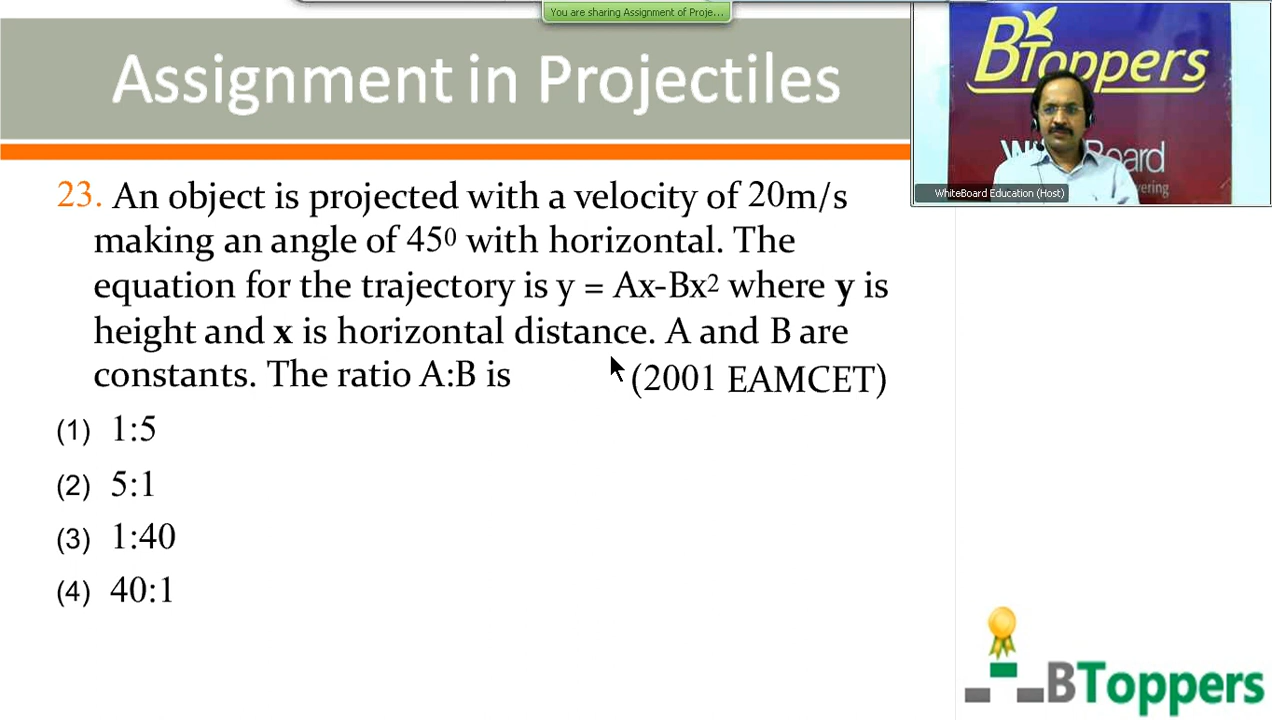 You are sharing Assignment of Proje...
Assignment in Projectiles
BToppers
WhiteBoard Education (Host)
23. An object is projected with a velocity of 20m/s
making an angle of 45⁰ with horizontal. The
equation for the trajectory is y = Ax-Bx² where y is
height and x is horizontal distance. A and B are
constants. The ratio A:B is
(2001 EAMCET)
(1) 1:5
(2) 5:1
(3) 1:40
(4) 40:1
BToppers